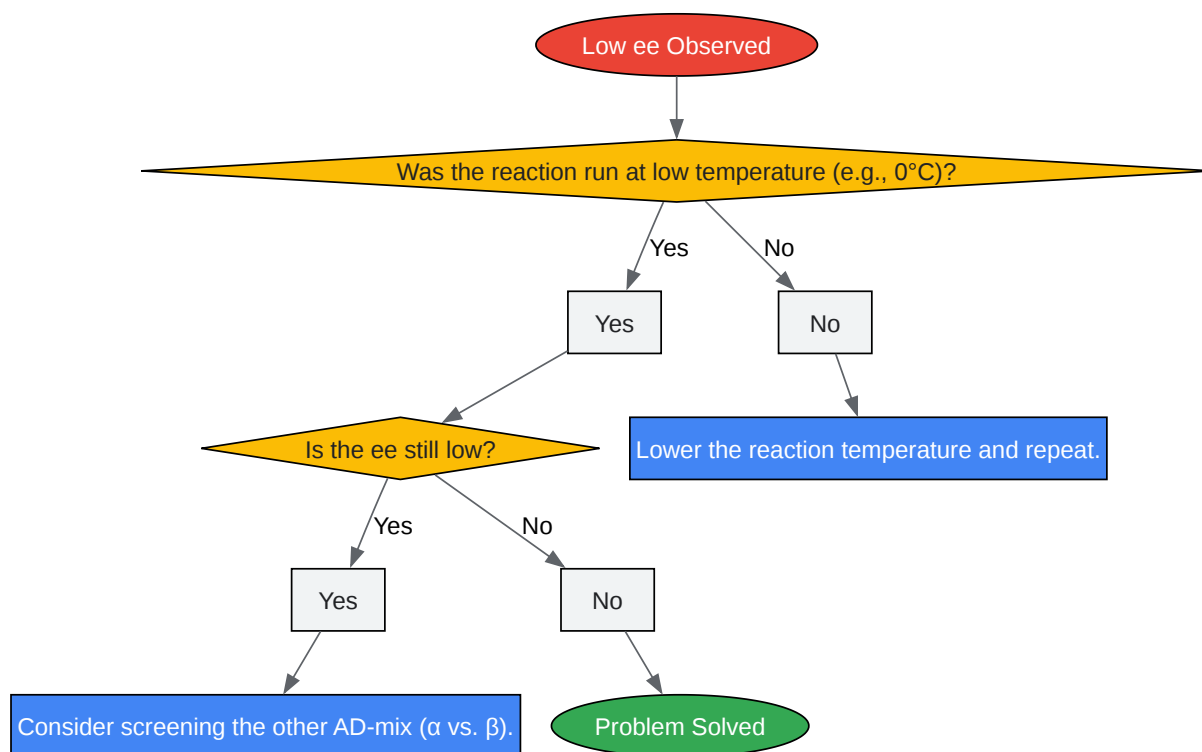 Low ee Observed
Was the reaction run at low temperature (e.g., 0°C)?
Yes
No
Yes
No
Is the ee still low?
Lower the reaction temperature and repeat.
Yes
No
Yes
No
Consider screening the other AD-mix (α vs. β).
Problem Solved